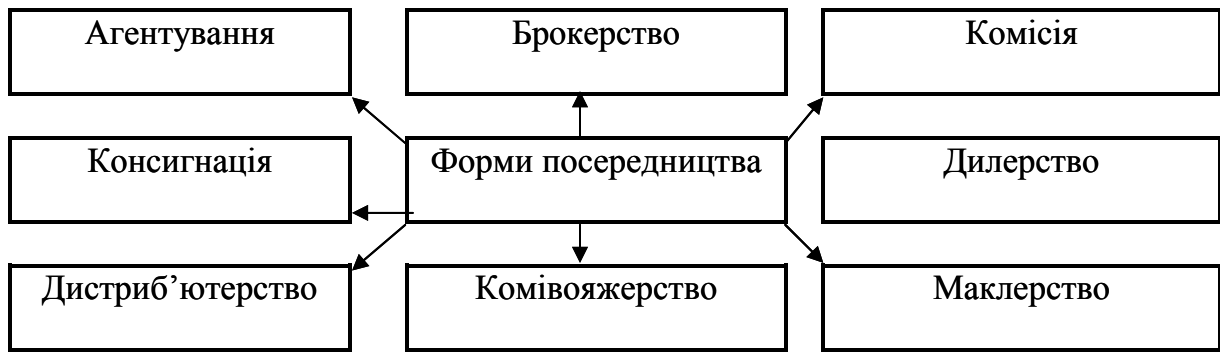 Агентування
Брокерство
Комісія
Консигнація
Форми посередництва
Дилерство
Дистриб’ютерство
Комівояжерство
Маклерство